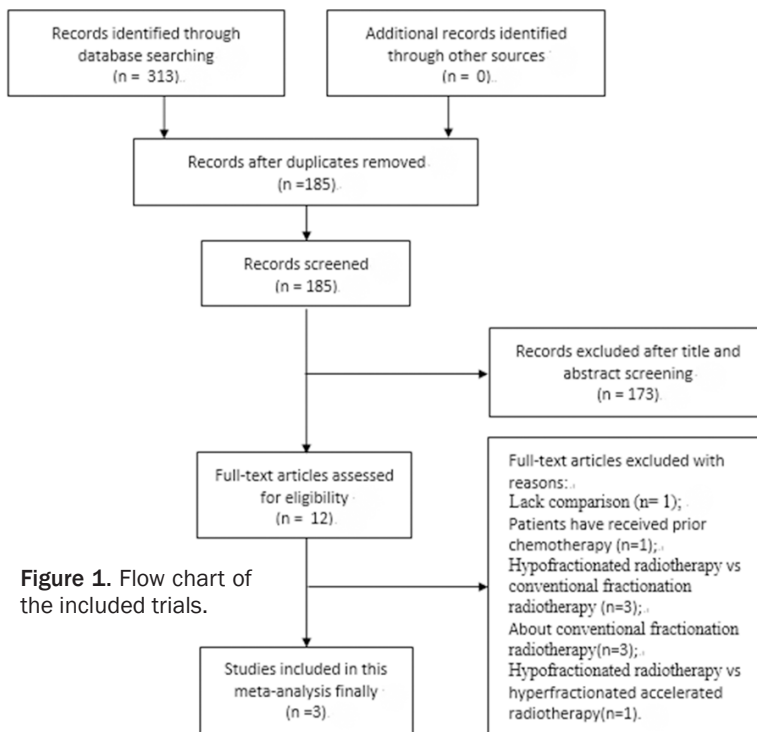 Records identified through
database searching
(n = 313)
Additional records identified
through other sources
(n = 0)
Records after duplicates removed
(n =185)
Records screened
(n = 185)
Records excluded after title and
abstract screening
(n = 173)
Full-text articles assessed
for eligibility
(n = 12)
Full-text articles excluded with
reasons:
Lack comparison (n= 1);
Patients have received prior
chemotherapy (n=1);
Hypofractionated radiotherapy vs
conventional fractionation
radiotherapy (n=3);
About conventional fractionation
radiotherapy(n=3);
Hypofractionated radiotherapy vs
hyperfractionated accelerated
radiotherapy(n=1).
Figure 1. Flow chart of
the included trials.
Studies included in this
meta-analysis finally
(n =3)